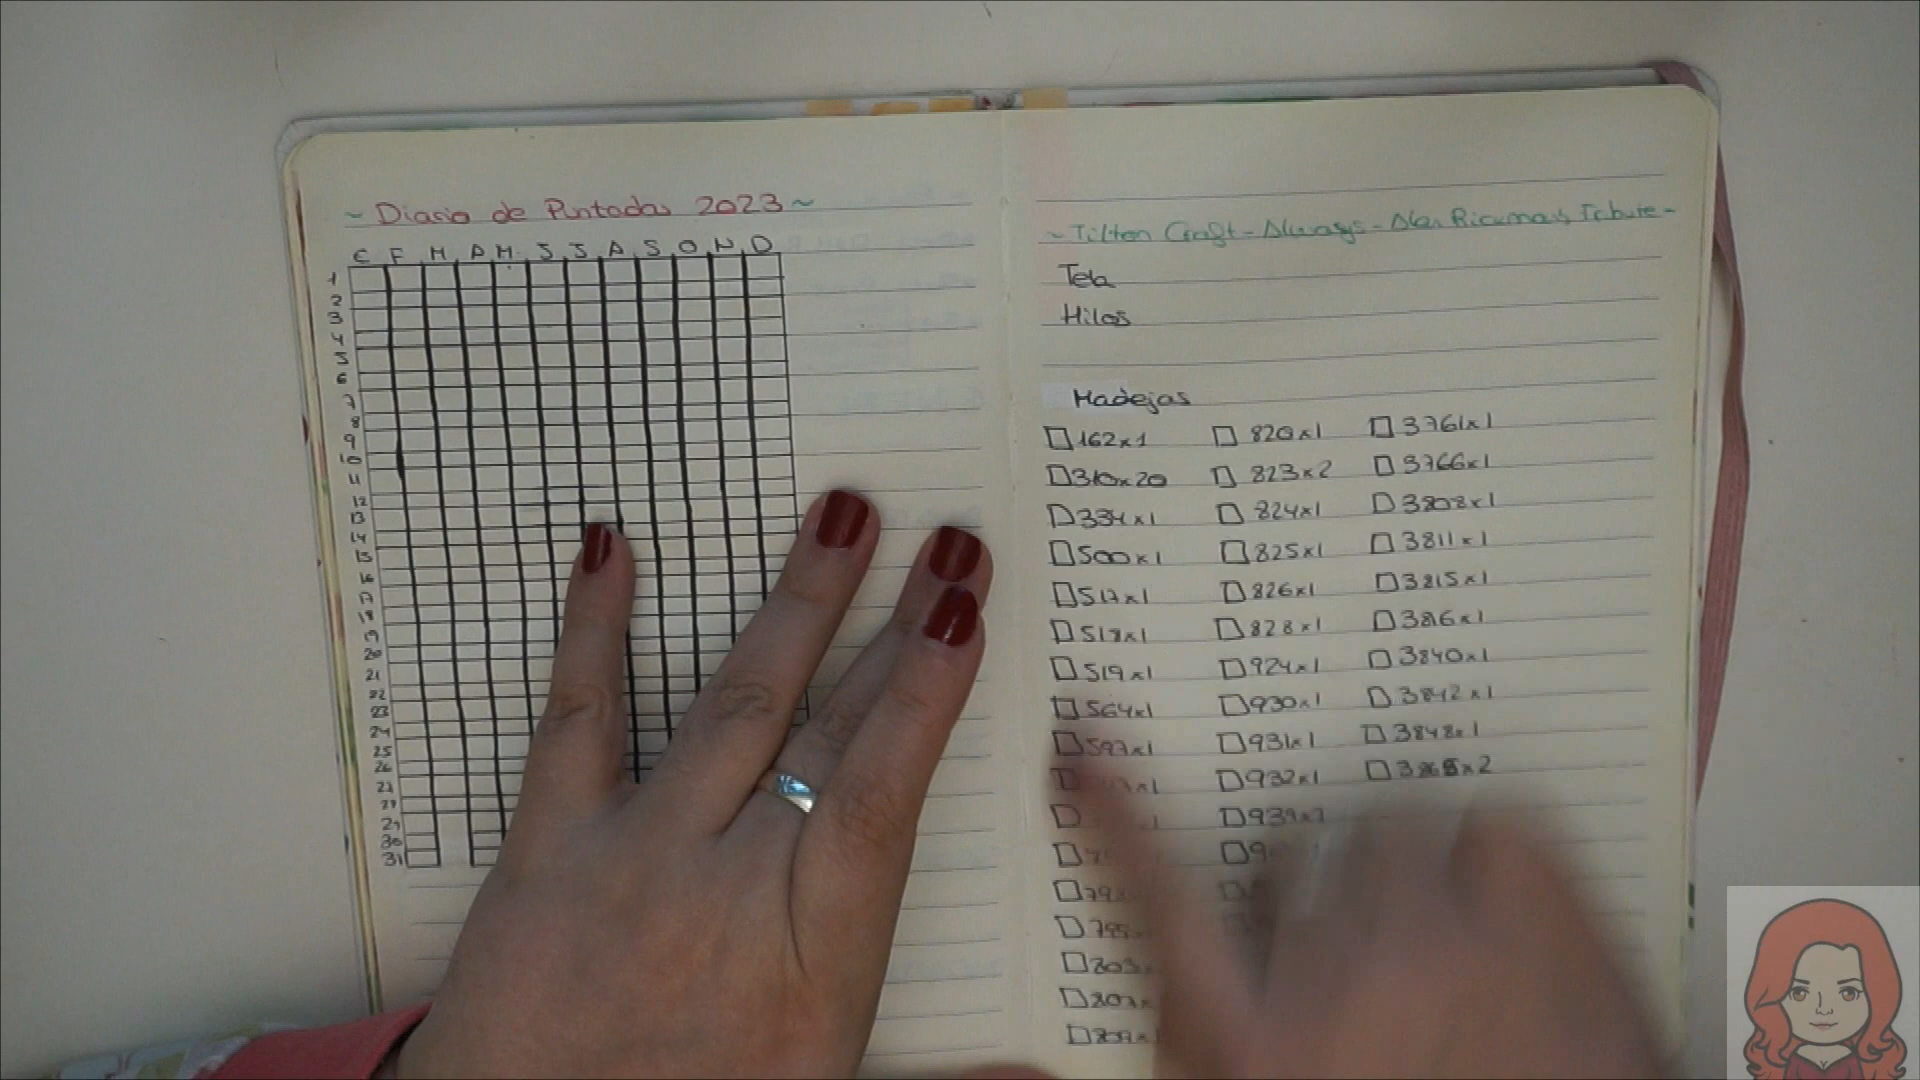 ~ Diario de Puntadas 2023 ~
E F M A M J J A S O N D
1
2
3
4
5
6
7
8
9
10
11
12
13
14
15
16
17
18
19
20
21
22
23
24
25
26
27
29
30
31
~ Tilton Craft - Always - Alan Rickman Tribute -
Tela
Hilos
Madejas
162x1 820x1 3761x1
310x20 823x2 3766x1
334x1 824x1 3808x1
500x1 825x1 3811x1
517x1 826x1 3815x1
518x1 828x1 3816x1
519x1 924x1 3840x1
564x1 930x1 3842x1
597x1 931x1 3848x1
932x1
939x2
803
807x